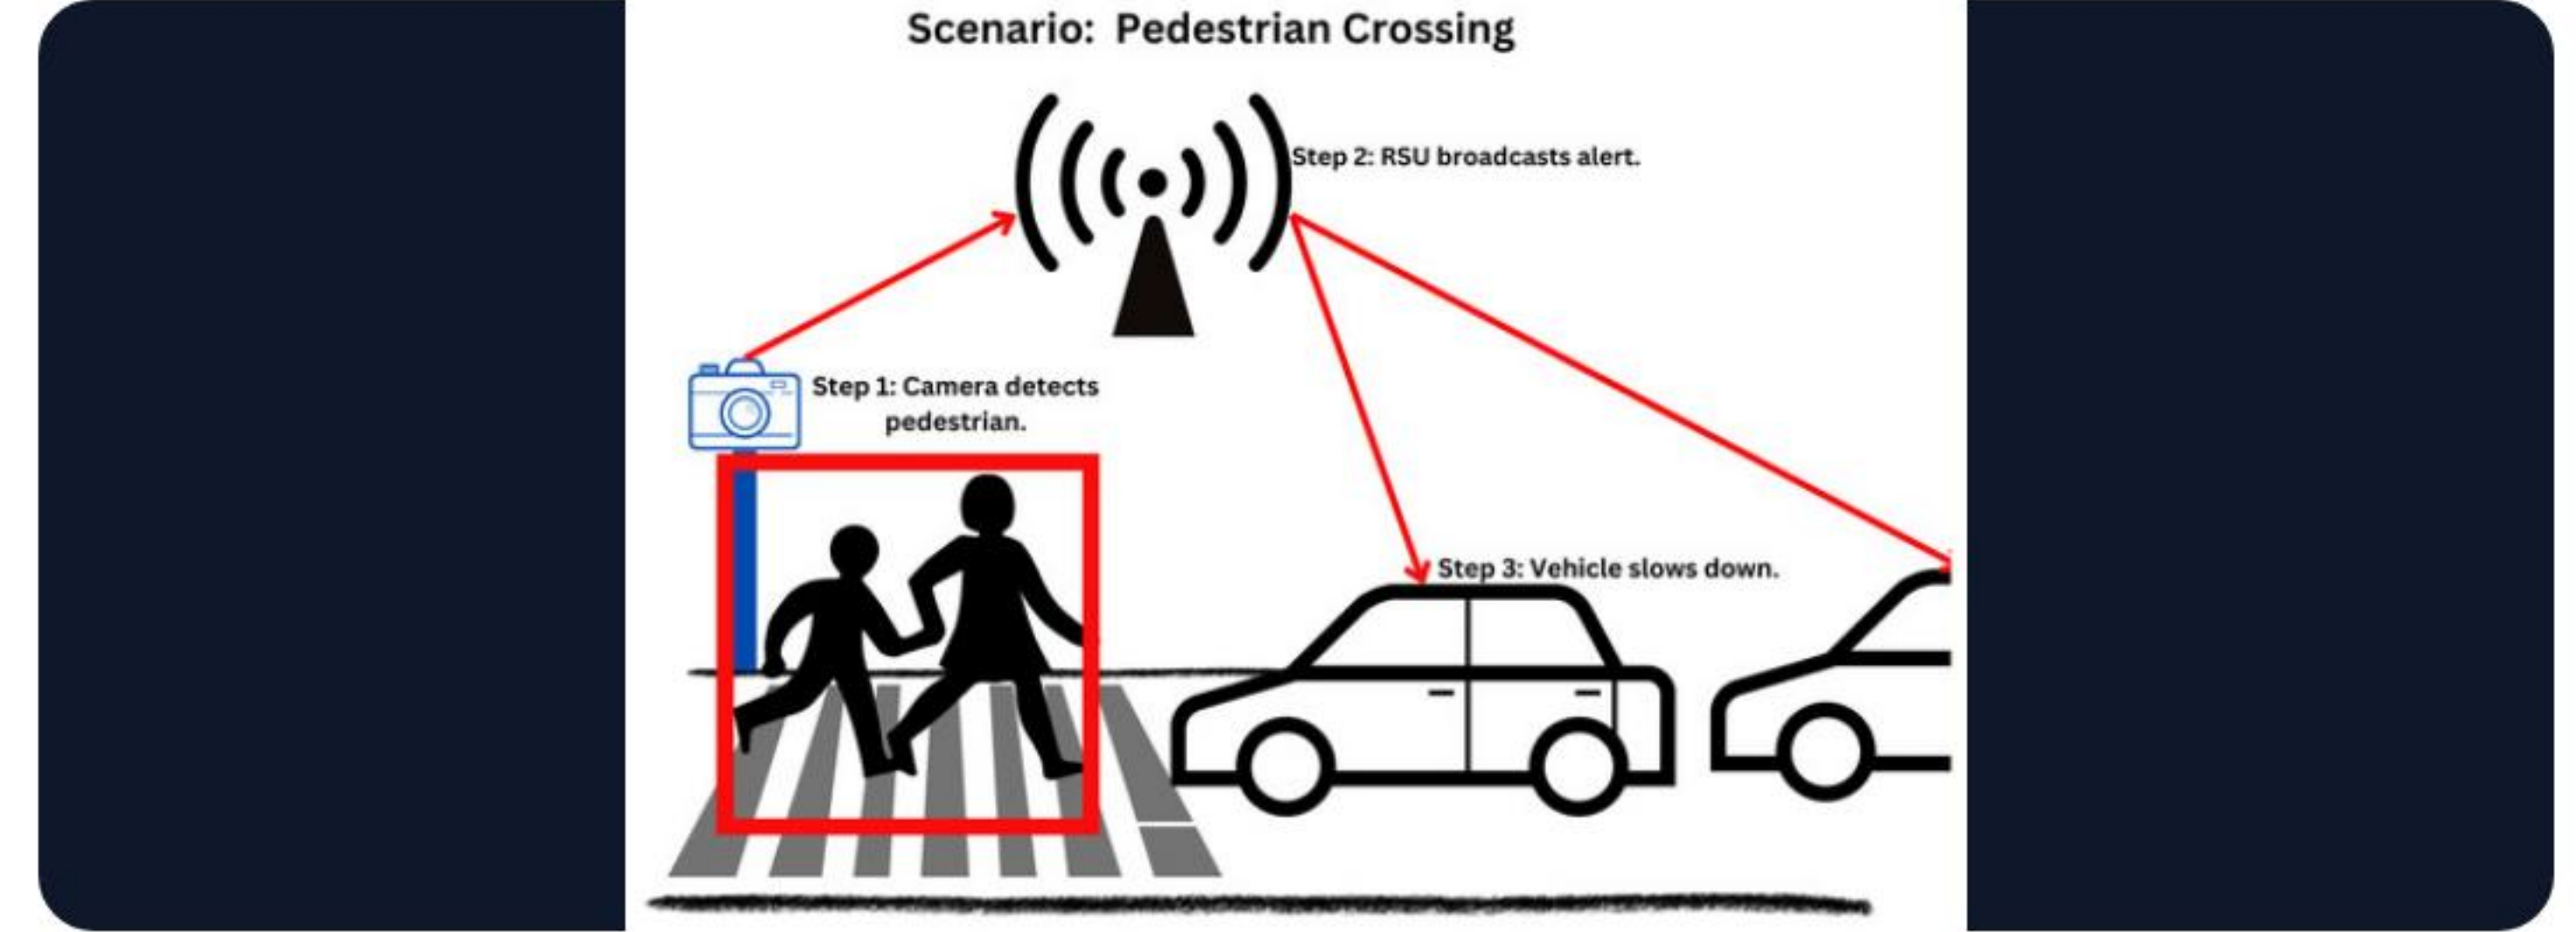 Scenario: Pedestrian Crossing
Step 2: RSU broadcasts alert.
Step 1: Camera detects
pedestrian.
Step 3: Vehicle slows down.